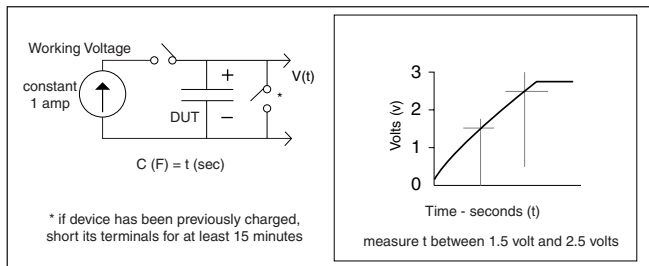 Working Voltage
constant
1 amp
+
–
DUT
*
V(t)
C (F) = t (sec)
* if device has been previously charged,
short its terminals for at least 15 minutes
Volts (v)
3
2
1
0
Time - seconds (t)
measure t between 1.5 volt and 2.5 volts